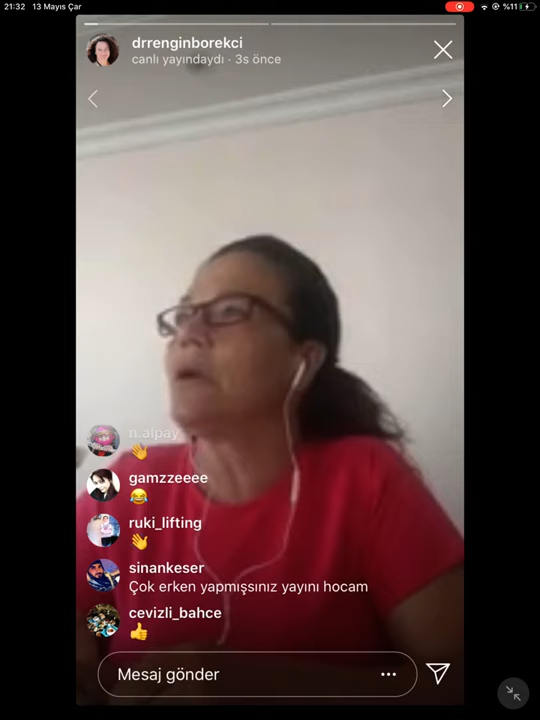 21:32 13 Mayıs Çar
%11
drrenginborekci
canlı yayındaydı · 3s önce
n.alpay
gamzzeeee
ruki_lifting
sinankeser
Çok erken yapmışsınız yayını hocam
cevizli_bahce
Mesaj gönder